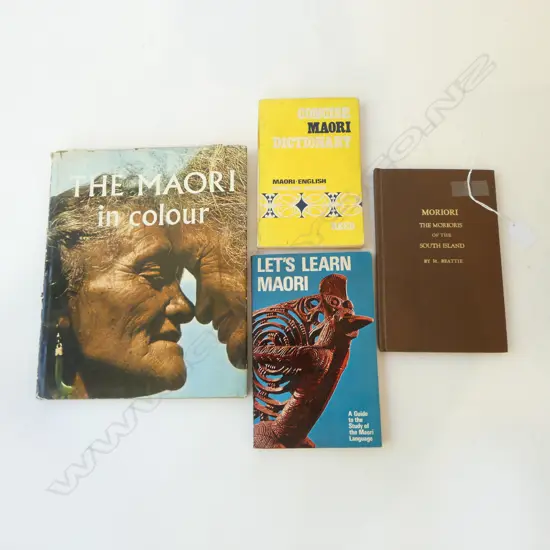 THE MAORI
in colour
CONCISE
MAORI
DICTIONARY
MAORI-ENGLISH
REED
LET'S LEARN
MAORI
A Guide
to the
Study of
the Maori
Language
MORIORI
THE MORIORIS
OF THE
SOUTH ISLAND
BY H. BEATTIE